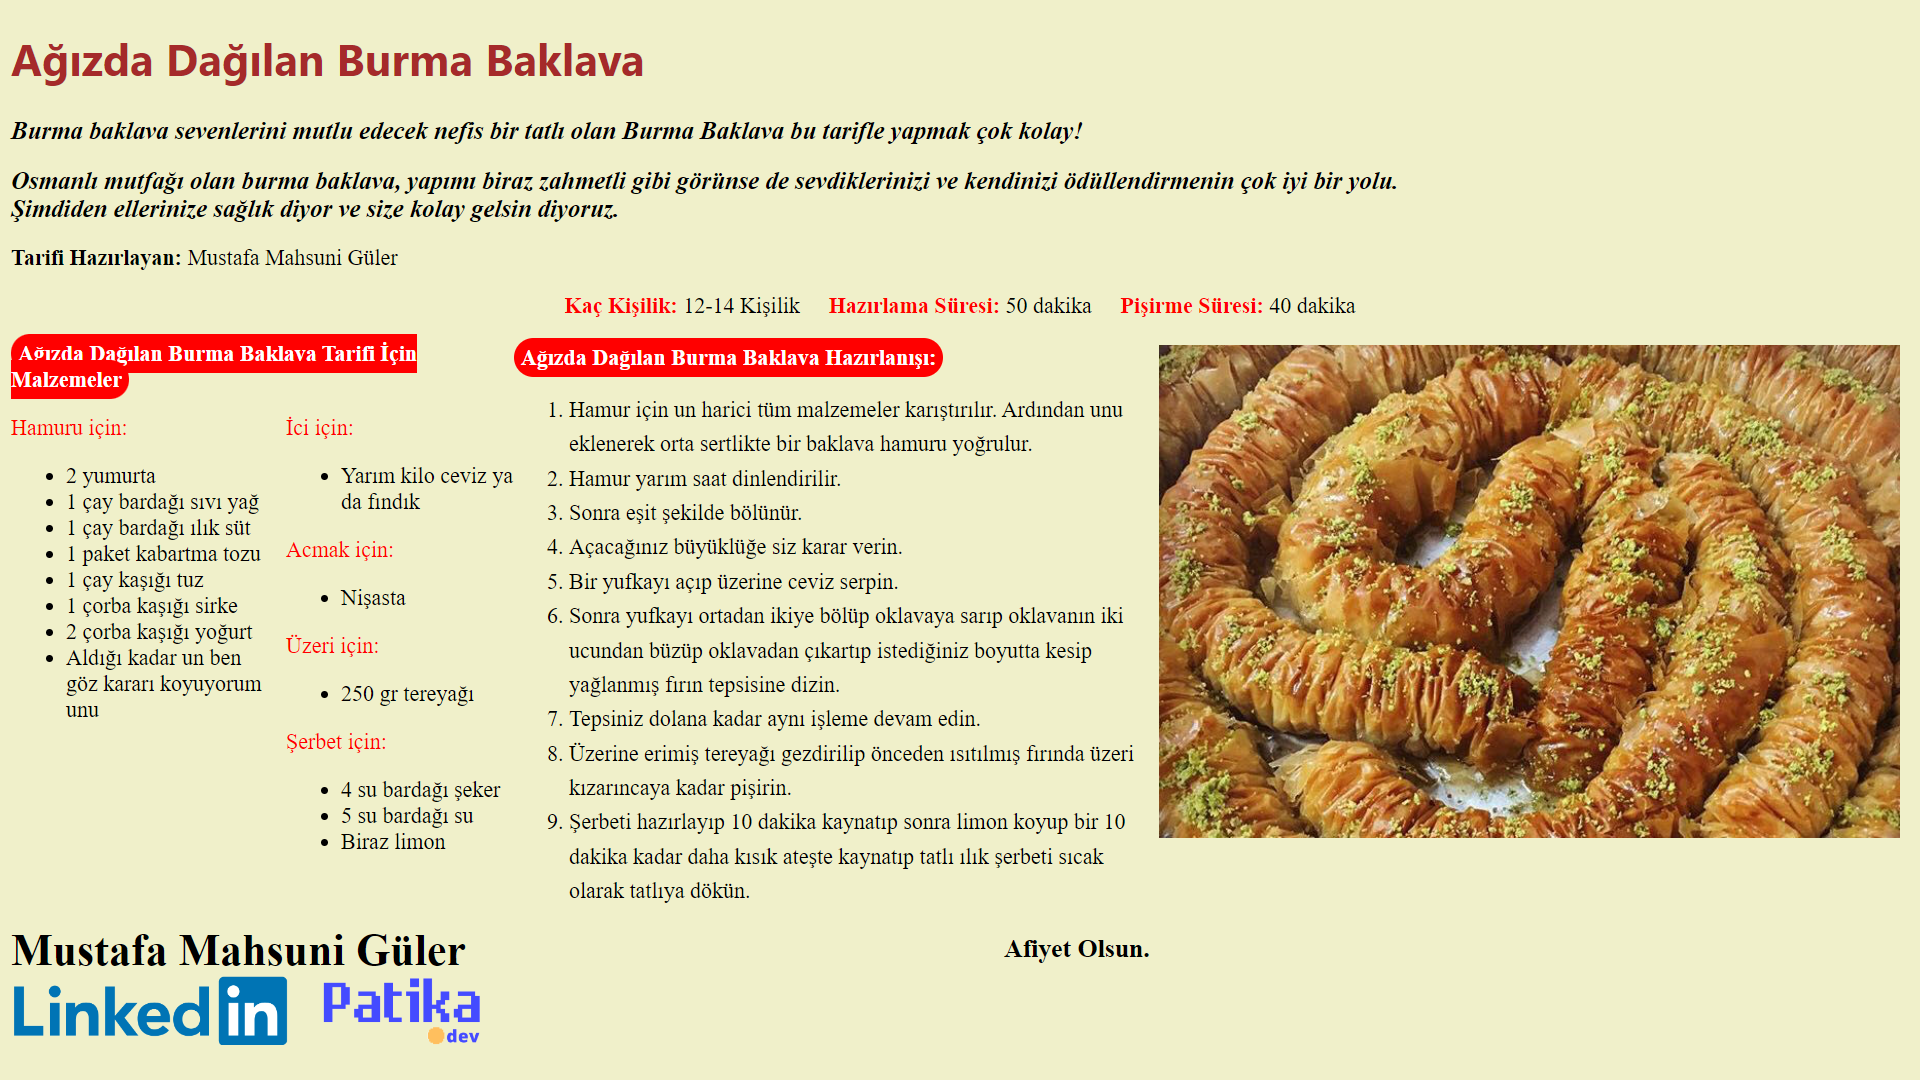 Ağızda Dağılan Burma Baklava
Burma baklava sevenlerini mutlu edecek nefis bir tatlı olan Burma Baklava bu tarifle yapmak çok kolay!
Osmanlı mutfağı olan burma baklava, yapımı biraz zahmetli gibi görünse de sevdiklerinizi ve kendinizi ödüllendirmenin çok iyi bir yolu.
Şimdiden ellerinize sağlık diyor ve size kolay gelsin diyoruz.
Tarifi Hazırlayan: Mustafa Mahsuni Güler
Kaç Kişilik: 12-14 Kişilik Hazırlama Süresi: 50 dakika Pişirme Süresi: 40 dakika
Ağızda Dağılan Burma Baklava Tarifi İçin
Malzemeler
Hamuru için:
2 yumurta
1 çay bardağı sıvı yağ
1 çay bardağı ılık süt
1 paket kabartma tozu
1 çay kaşığı tuz
1 çorba kaşığı sirke
2 çorba kaşığı yoğurt
Aldığı kadar un ben
göz kararı koyuyorum
unu
İci için:
Yarım kilo ceviz ya
da fındık
Acmak için:
Nişasta
Üzeri için:
250 gr tereyağı
Şerbet için:
4 su bardağı şeker
5 su bardağı su
Biraz limon
Ağızda Dağılan Burma Baklava Hazırlanışı:
1. Hamur için un harici tüm malzemeler karıştırılır. Ardından unu
eklenerek orta sertlikte bir baklava hamuru yoğrulur.
2. Hamur yarım saat dinlendirilir.
3. Sonra eşit şekilde bölünür.
4. Açacağınız büyüklüğe siz karar verin.
5. Bir yufkayı açıp üzerine ceviz serpin.
6. Sonra yufkayı ortadan ikiye bölüp oklavaya sarıp oklavanın iki
ucundan büzüp oklavadan çıkartıp istediğiniz boyutta kesip
yağlanmış fırın tepsisine dizin.
7. Tepsiniz dolana kadar aynı işleme devam edin.
8. Üzerine erimiş tereyağı gezdirilip önceden ısıtılmış fırında üzeri
kızarıncaya kadar pişirin.
9. Şerbeti hazırlayıp 10 dakika kaynatıp sonra limon koyup bir 10
dakika kadar daha kısık ateşte kaynatıp tatlı ılık şerbeti sıcak
olarak tatlıya dökün.
Afiyet Olsun.
Mustafa Mahsuni Güler
Linkedin
Patika
dev